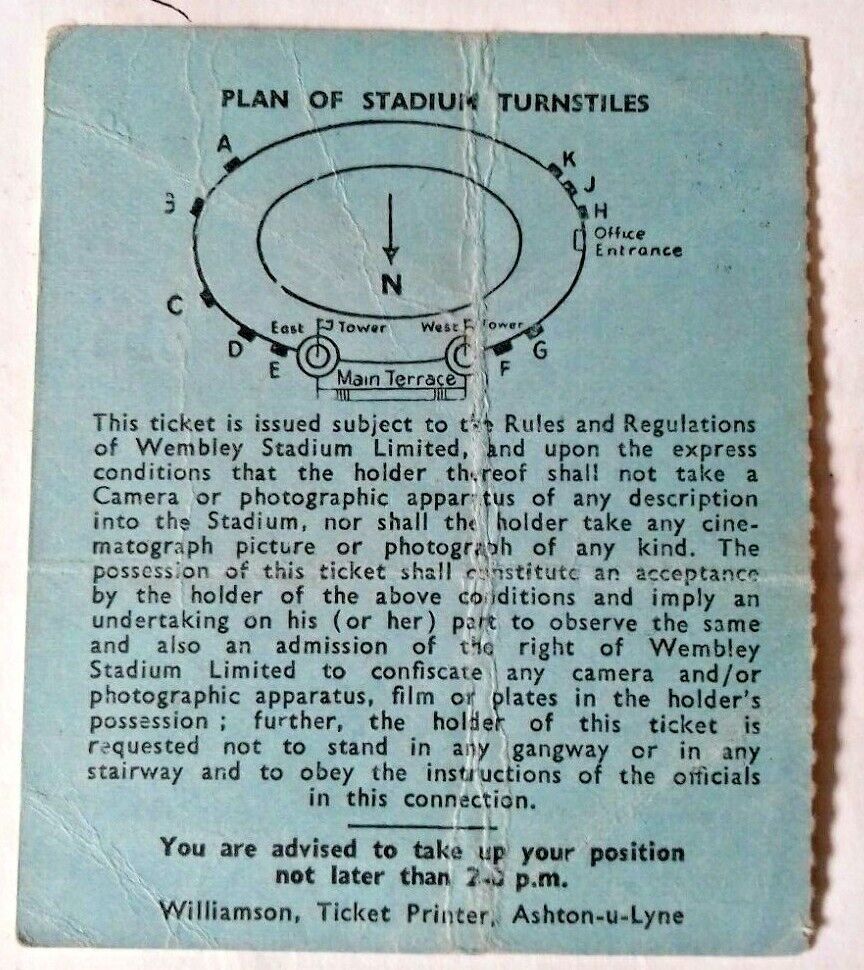 PLAN OF STADIUM TURNSTILES
A
K
J
B
H
Office
Entrance
N
C
East Tower
West Tower
D
E
F
G
Main Terrace
This ticket is issued subject to the Rules and Regulations
of Wembley Stadium Limited, and upon the express
conditions that the holder thereof shall not take a
Camera or photographic apparatus of any description
into the Stadium, nor shall the holder take any cine-
matograph picture or photograph of any kind. The
possession of this ticket shall constitute an acceptance
by the holder of the above conditions and imply an
undertaking on his (or her) part to observe the same
and also an admission of the right of Wembley
Stadium Limited to confiscate any camera and/or
photographic apparatus, film or plates in the holder's
possession ; further, the holder of this ticket is
requested not to stand in any gangway or in any
stairway and to obey the instructions of the officials
in this connection.
You are advised to take up your position
not later than p.m.
Williamson, Ticket Printer, Ashton-u-Lyne